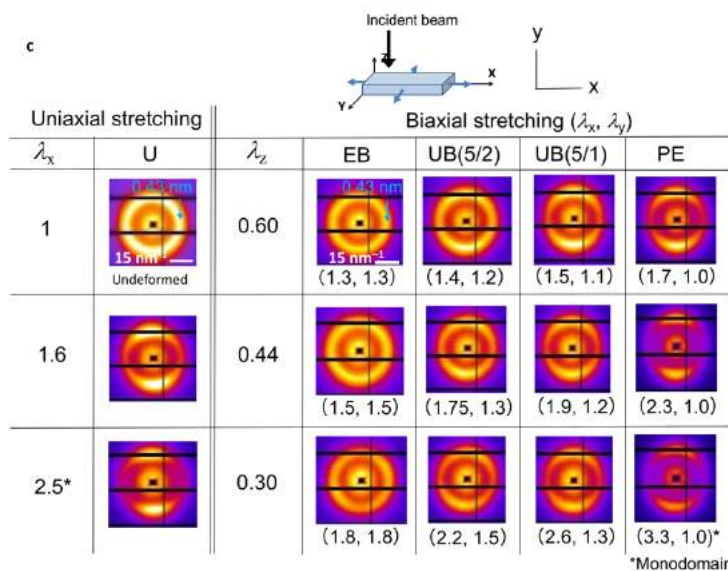 c
Incident beam
Z
X
Y
y
x
Uniaxial stretching
Biaxial stretching (λx, λy)
λx U λz EB UB(5/2) UB(5/1) PE
0.43 nm 0.43 nm
1 0.60
15 nm⁻¹ 15 nm⁻¹
Undeformed (1.3, 1.3) (1.4, 1.2) (1.5, 1.1) (1.7, 1.0)
1.6 0.44
(1.5, 1.5) (1.75, 1.3) (1.9, 1.2) (2.3, 1.0)
2.5* 0.30
(1.8, 1.8) (2.2, 1.5) (2.6, 1.3) (3.3, 1.0)*
*Monodomain